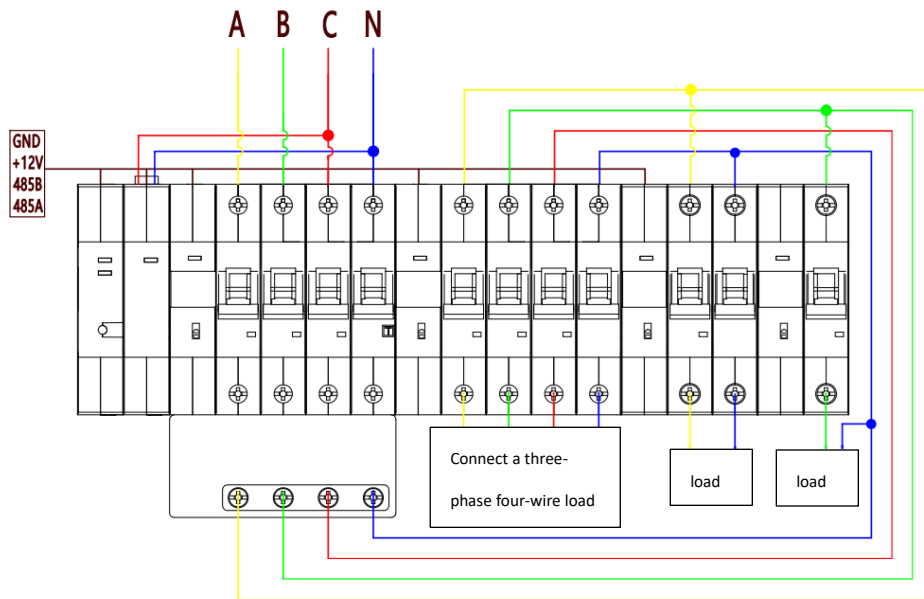 A B C N
GND
+12V
485B
485A
T
Connect a three-
phase four-wire load
load
load